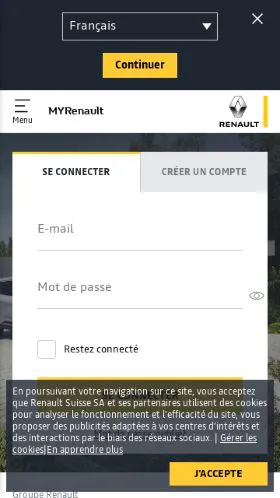 Français
Continuer
Menu
MYRenault
RENAULT
SE CONNECTER
CRÉER UN COMPTE
E-mail
Mot de passe
Restez connecté
En poursuivant votre navigation sur ce site, vous acceptez
que Renault Suisse SA et ses partenaires utilisent des cookies
pour analyser le fonctionnement et l'efficacité du site, vous
proposer des publicités adaptées à vos centres d'intérêts et
des interactions par le biais des réseaux sociaux. | Gérer les
cookies|En apprendre plus
J'ACCEPTE
Groupe Renault